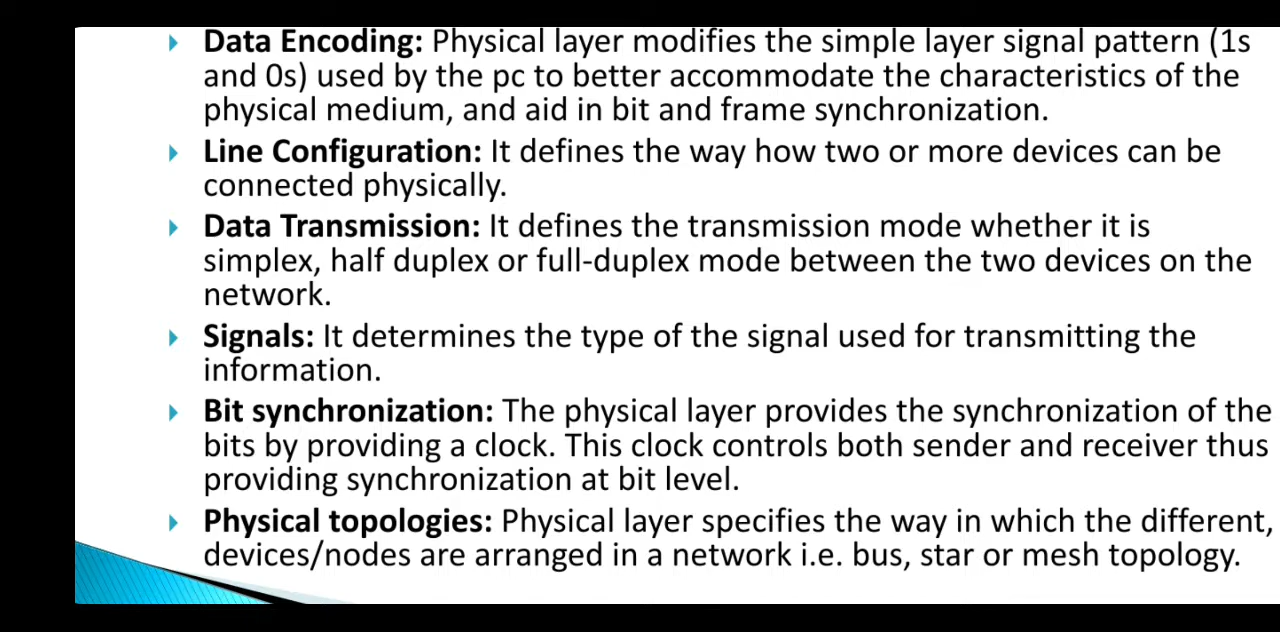 Data Encoding: Physical layer modifies the simple layer signal pattern (1s
and 0s) used by the pc to better accommodate the characteristics of the
physical medium, and aid in bit and frame synchronization.
Line Configuration: It defines the way how two or more devices can be
connected physically.
Data Transmission: It defines the transmission mode whether it is
simplex, half duplex or full-duplex mode between the two devices on the
network.
Signals: It determines the type of the signal used for transmitting the
information.
Bit synchronization: The physical layer provides the synchronization of the
bits by providing a clock. This clock controls both sender and receiver thus
providing synchronization at bit level.
Physical topologies: Physical layer specifies the way in which the different,
devices/nodes are arranged in a network i.e. bus, star or mesh topology.